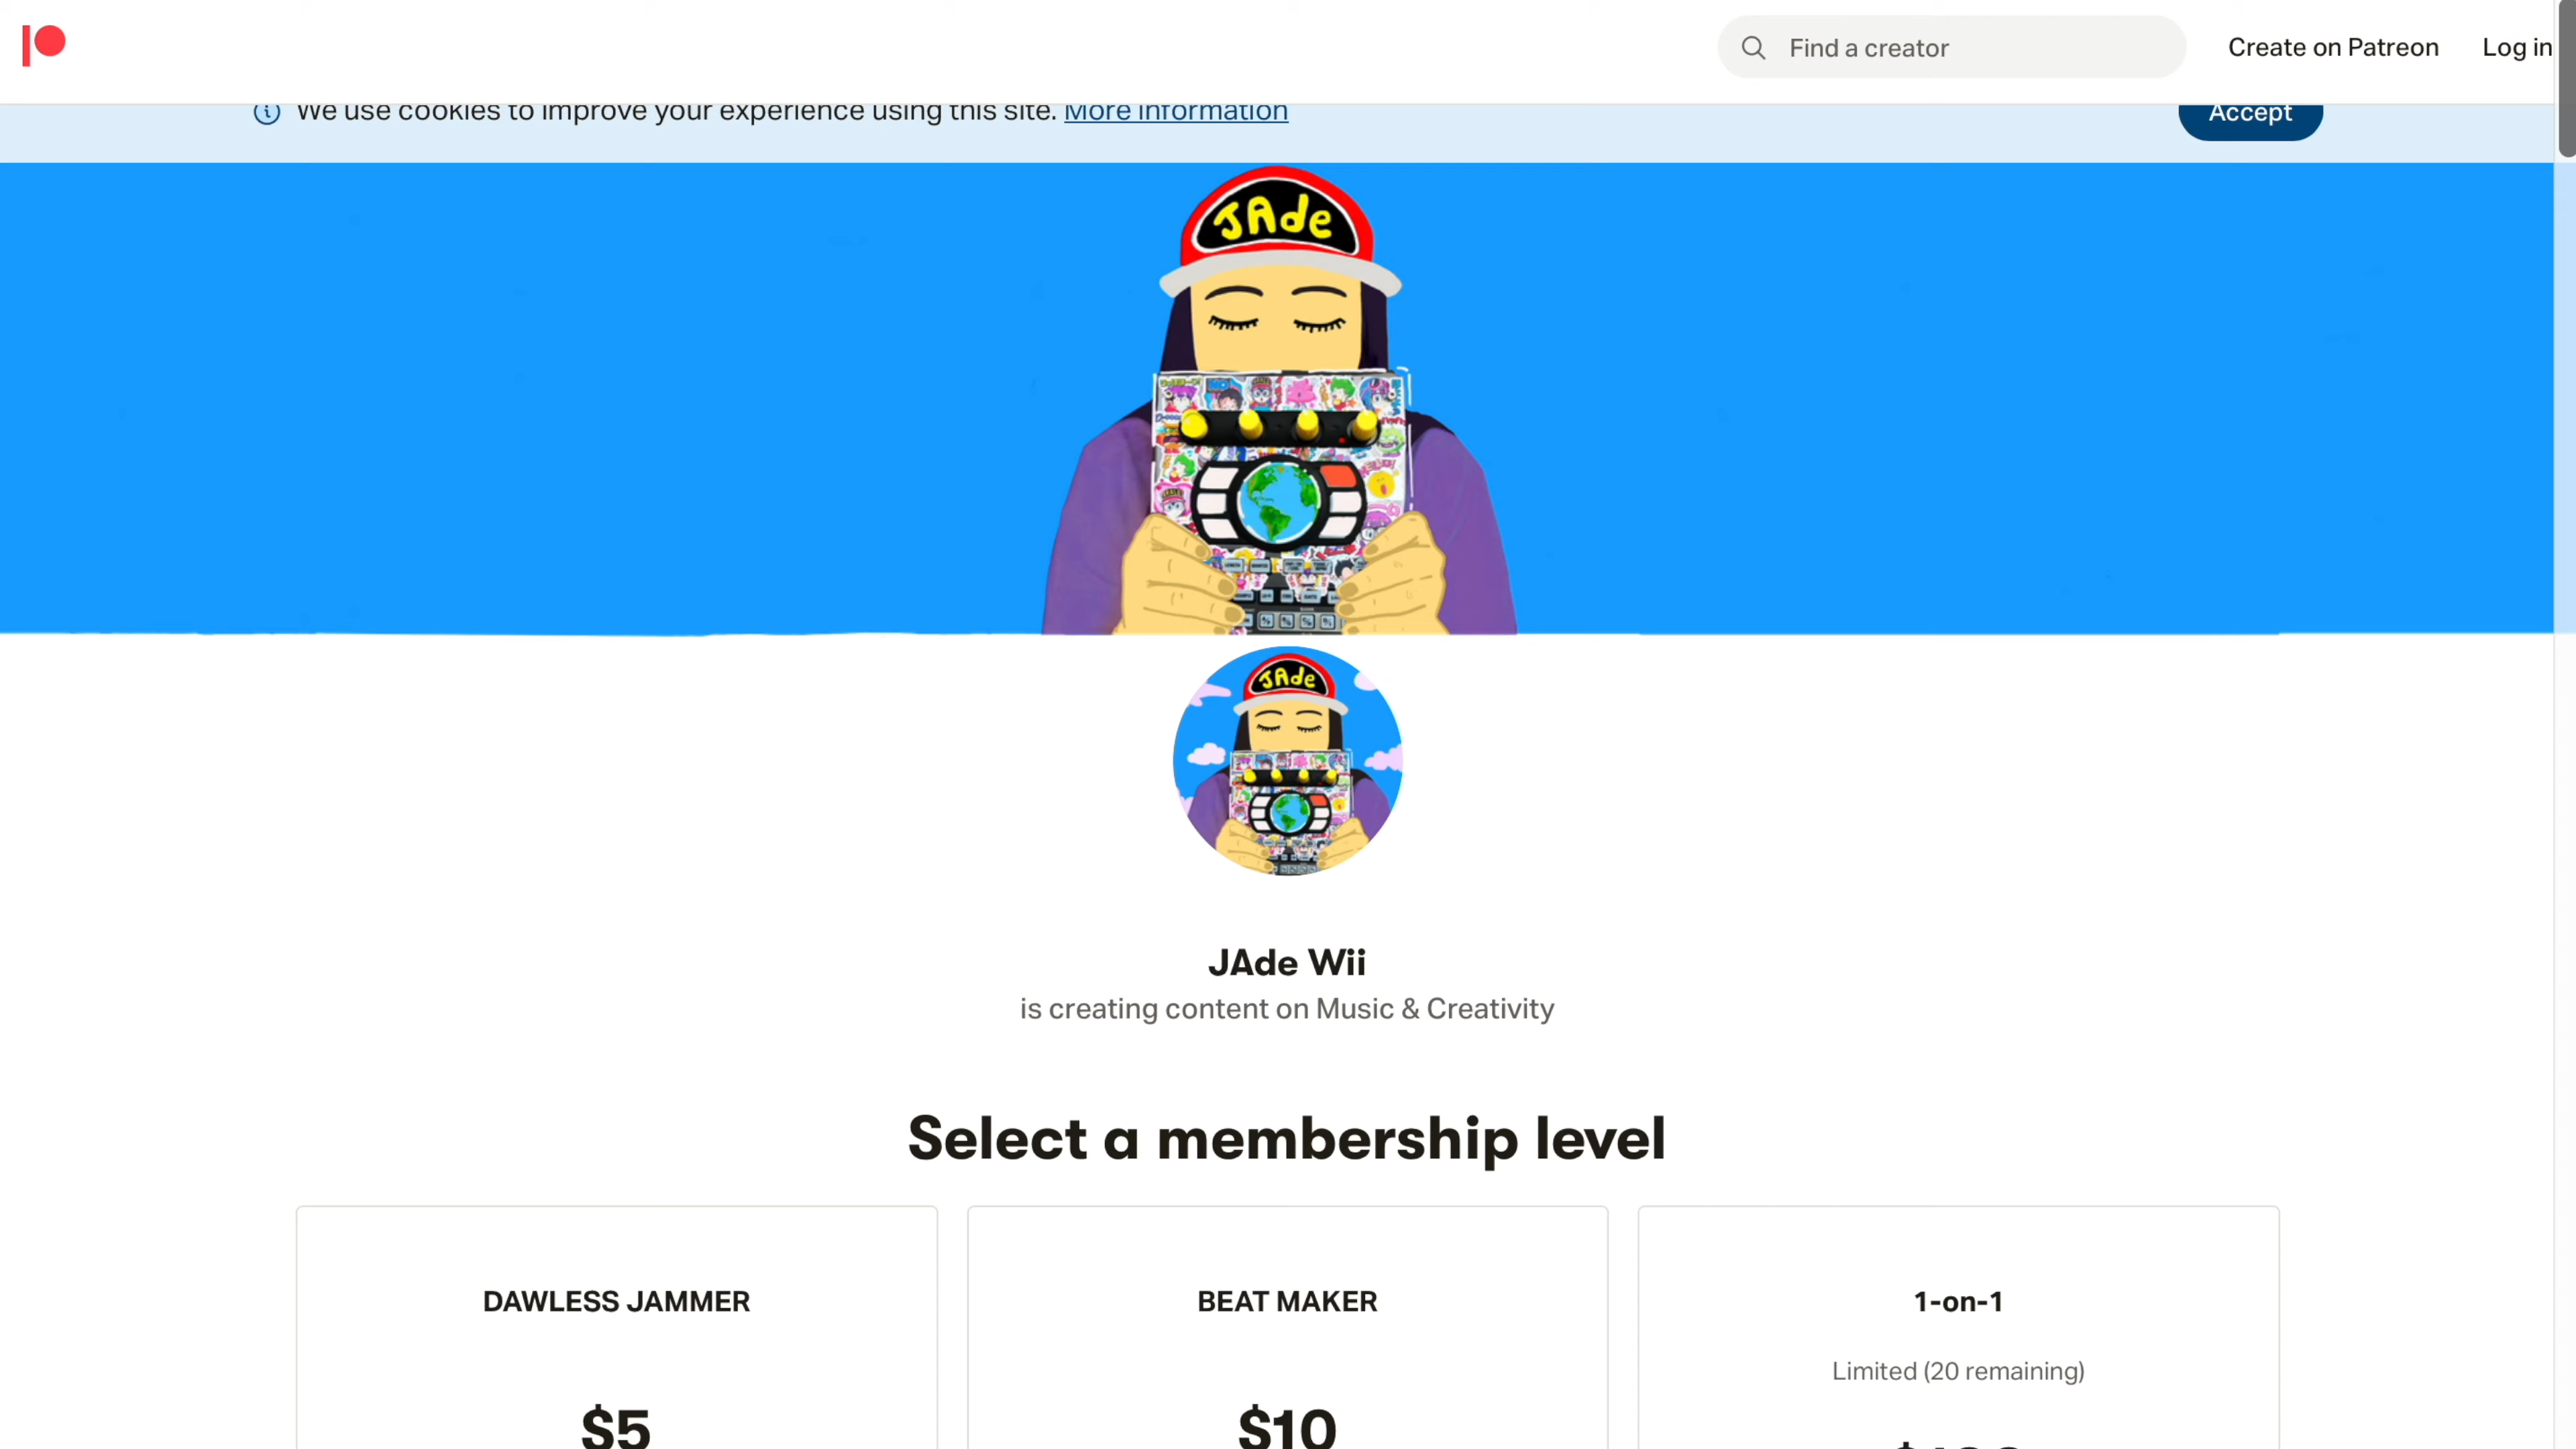 Find a creator
Create on Patreon
Log in
We use cookies to improve your experience using this site. More information
Accept
JAde
JAde
JAde Wii
is creating content on Music & Creativity
Select a membership level
DAWLESS JAMMER
BEAT MAKER
1-on-1
Limited (20 remaining)
$5
$10